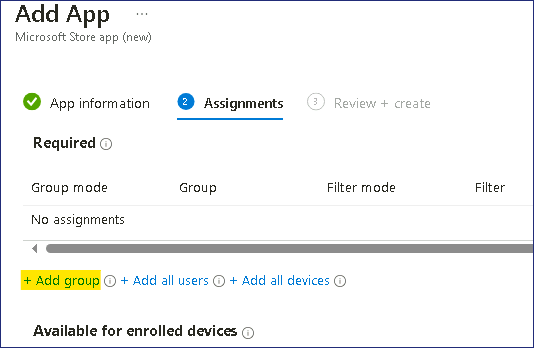 Add App ...
Microsoft Store app (new)
App information 2 Assignments 3 Review + create
Required
Group mode Group Filter mode Filter
No assignments
+ Add group + Add all users + Add all devices
Available for enrolled devices